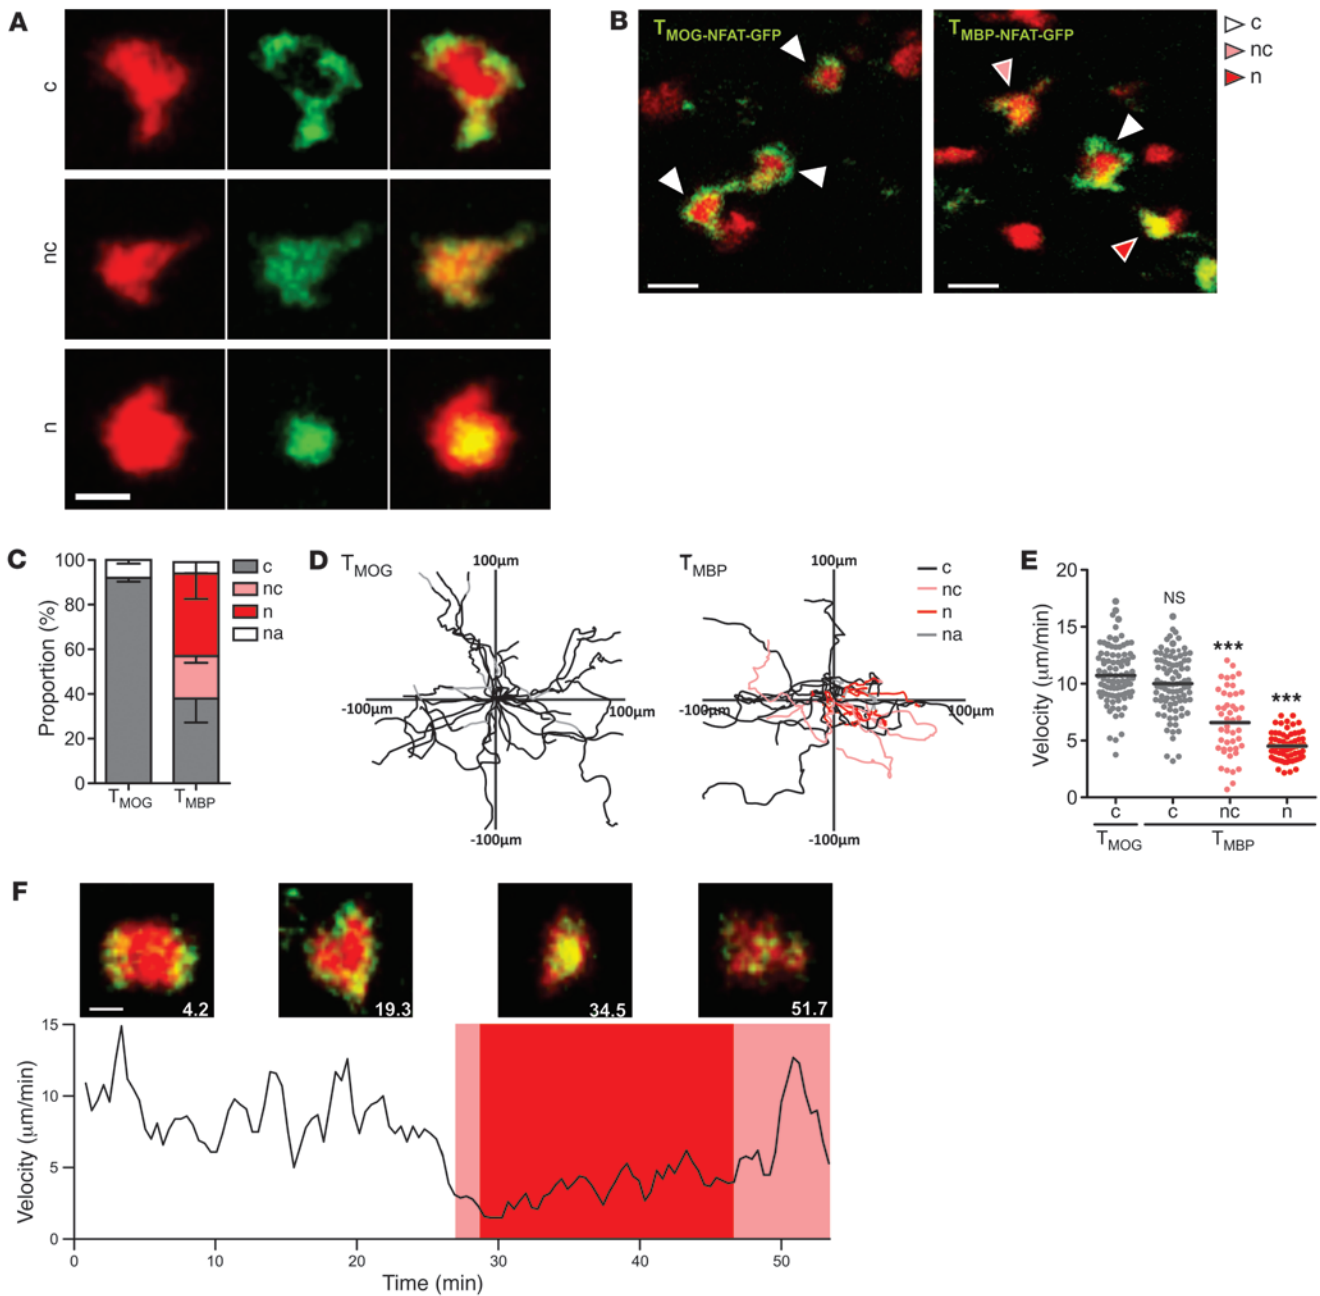 A
c
nc
n
B
TMOG-NFAT-GFP
TMBP-NFAT-GFP
c
nc
n
C
Proportion (%)
100
80
60
40
20
0
TMOG
TMBP
c
nc
n
na
D
TMOG
100µm
-100µm
100µm
-100µm
TMBP
100µm
-100µm
100µm
-100µm
c
nc
n
na
E
Velocity (µm/min)
20
15
10
5
0
NS
***
***
c
c
nc
n
TMOG
TMBP
F
4.2
19.3
34.5
51.7
Velocity (µm/min)
15
10
5
0
0
10
20
30
40
50
Time (min)